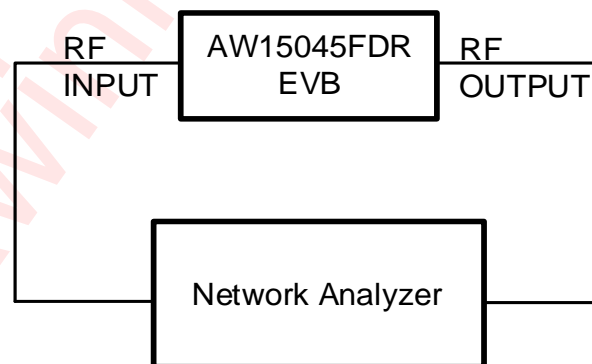 RF
INPUT
AW15045FDR
EVB
RF
OUTPUT
Network Analyzer